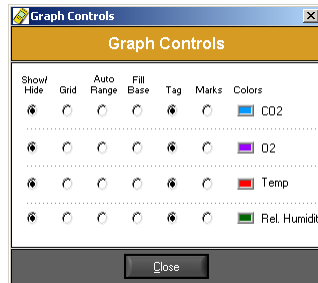 Graph Controls
Graph Controls
Show/ Hide Grid Auto Range Fill Base Tag Marks Colors
CO2
O2
Temp
Rel. Humidit
Close